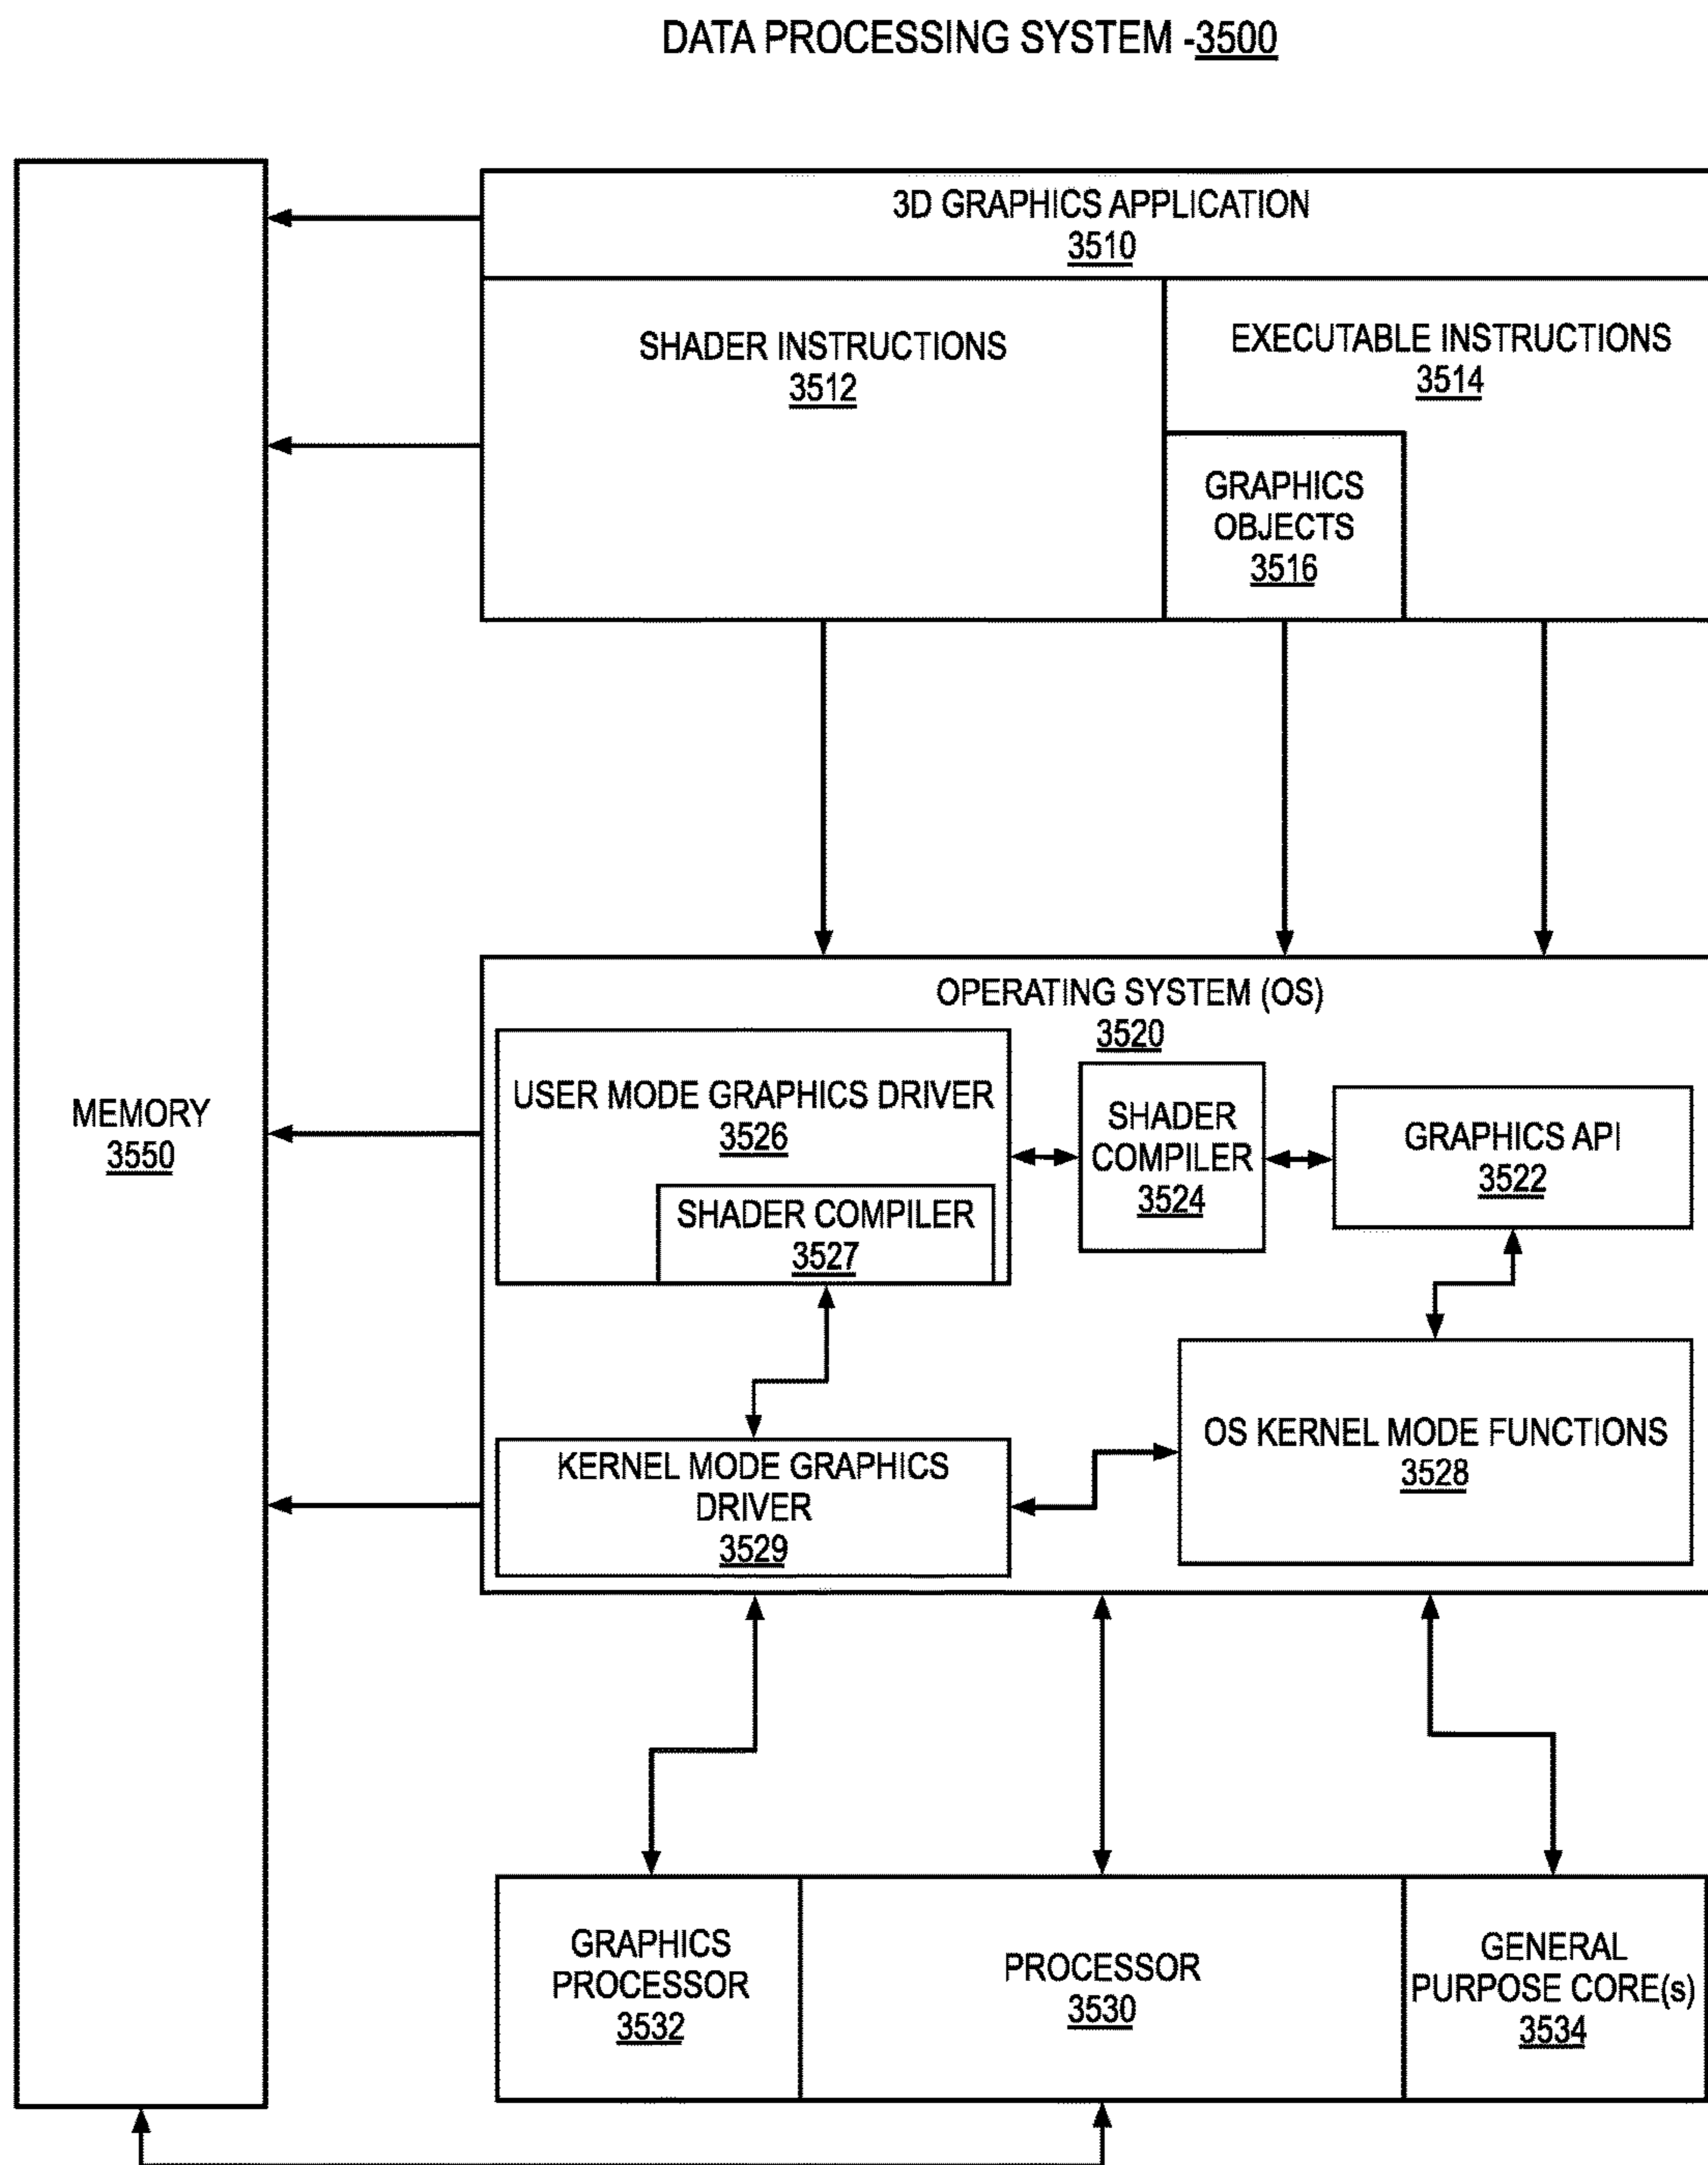 DATA PROCESSING SYSTEM -3500
3D GRAPHICS APPLICATION
3510
SHADER INSTRUCTIONS
3512
EXECUTABLE INSTRUCTIONS
3514
GRAPHICS
OBJECTS
3516
MEMORY
3550
OPERATING SYSTEM (OS)
3520
USER MODE GRAPHICS DRIVER
3526
SHADER COMPILER
3527
SHADER
COMPILER
3524
GRAPHICS API
3522
KERNEL MODE GRAPHICS
DRIVER
3529
OS KERNEL MODE FUNCTIONS
3528
GRAPHICS
PROCESSOR
3532
PROCESSOR
3530
GENERAL
PURPOSE CORE(s)
3534